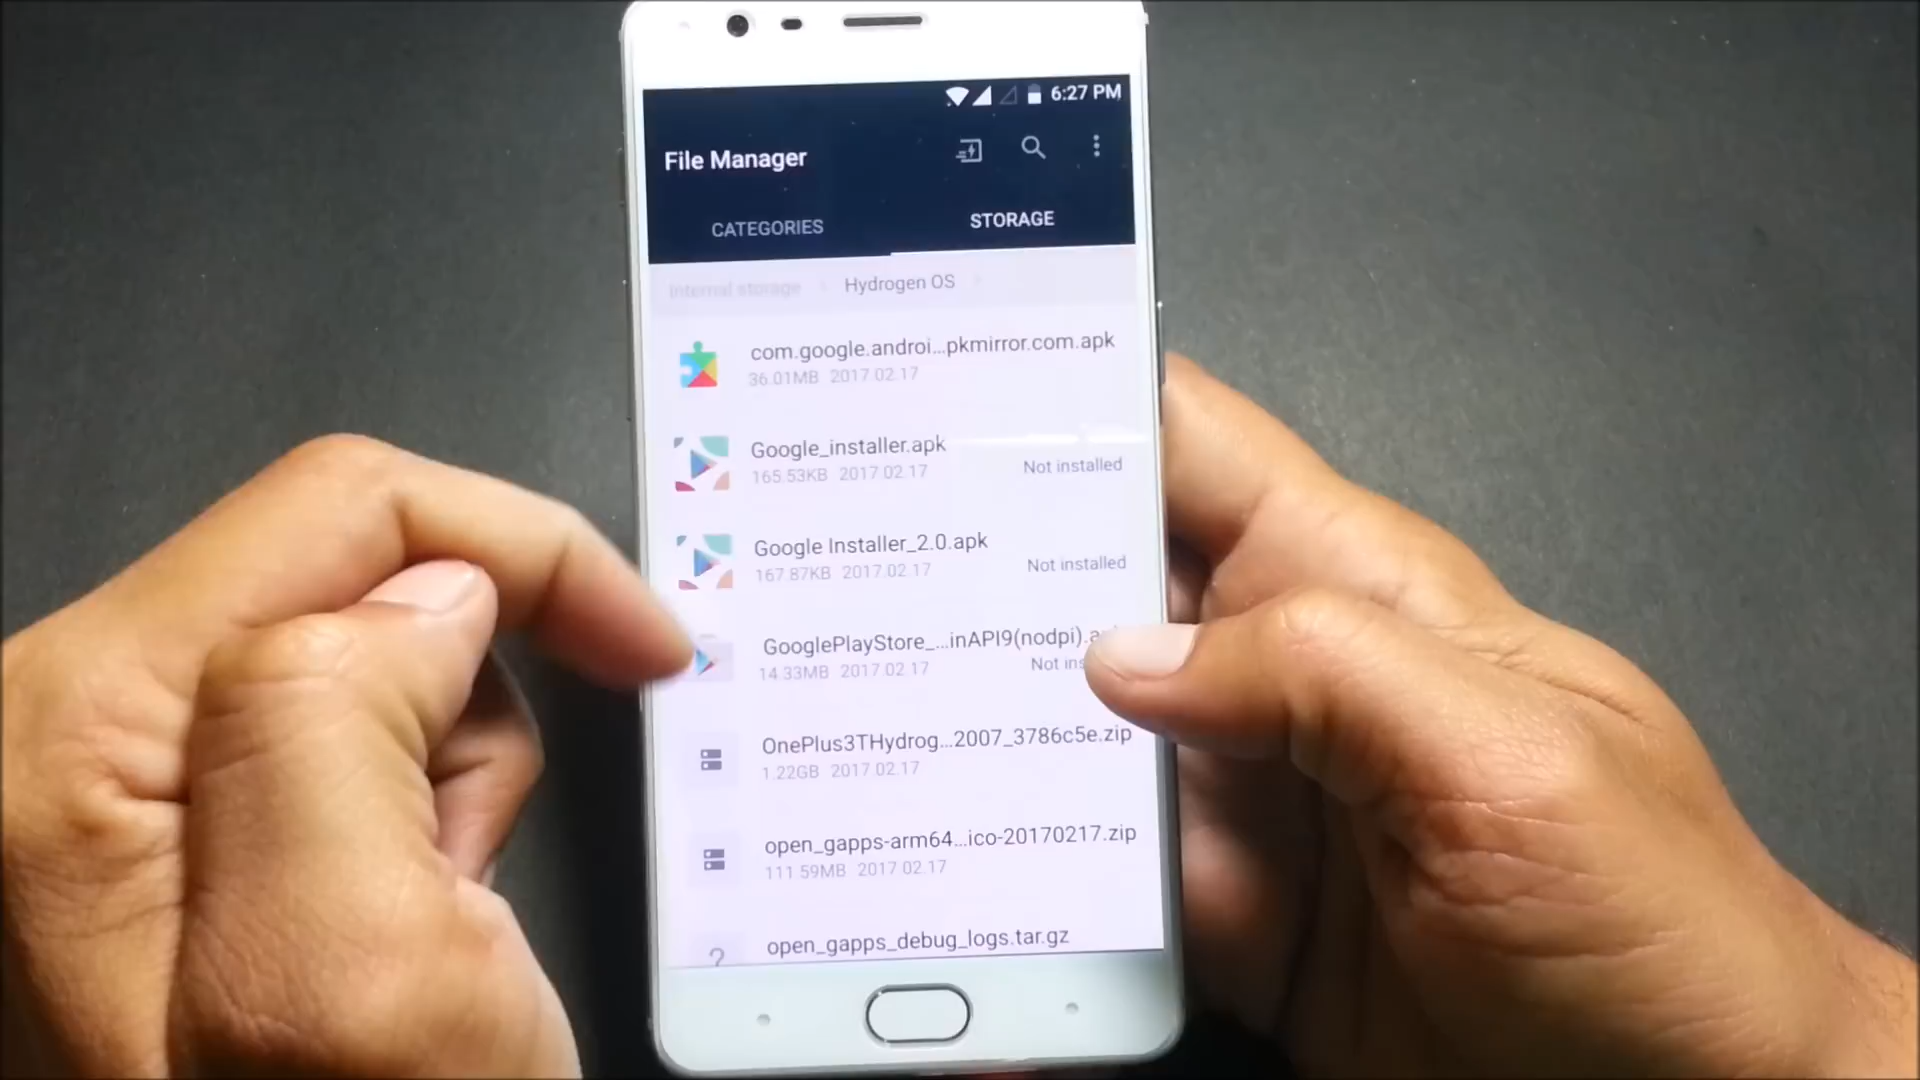 6:27 PM
File Manager
CATEGORIES
STORAGE
Internal storage
Hydrogen OS
com.google.androi...pkmirror.com.apk
36.01MB 2017.02.17
Google_installer.apk
165.53KB 2017.02.17
Not installed
Google Installer_2.0.apk
167.87KB 2017.02.17
Not installed
GooglePlayStore_...inAPI9(nodpi).a
14.33MB 2017.02.17
Not ins
OnePlus3THydrog...2007_3786c5e.zip
1.22GB 2017.02.17
open_gapps-arm64...ico-20170217.zip
111.59MB 2017.02.17
open_gapps_debug_logs.tar.gz